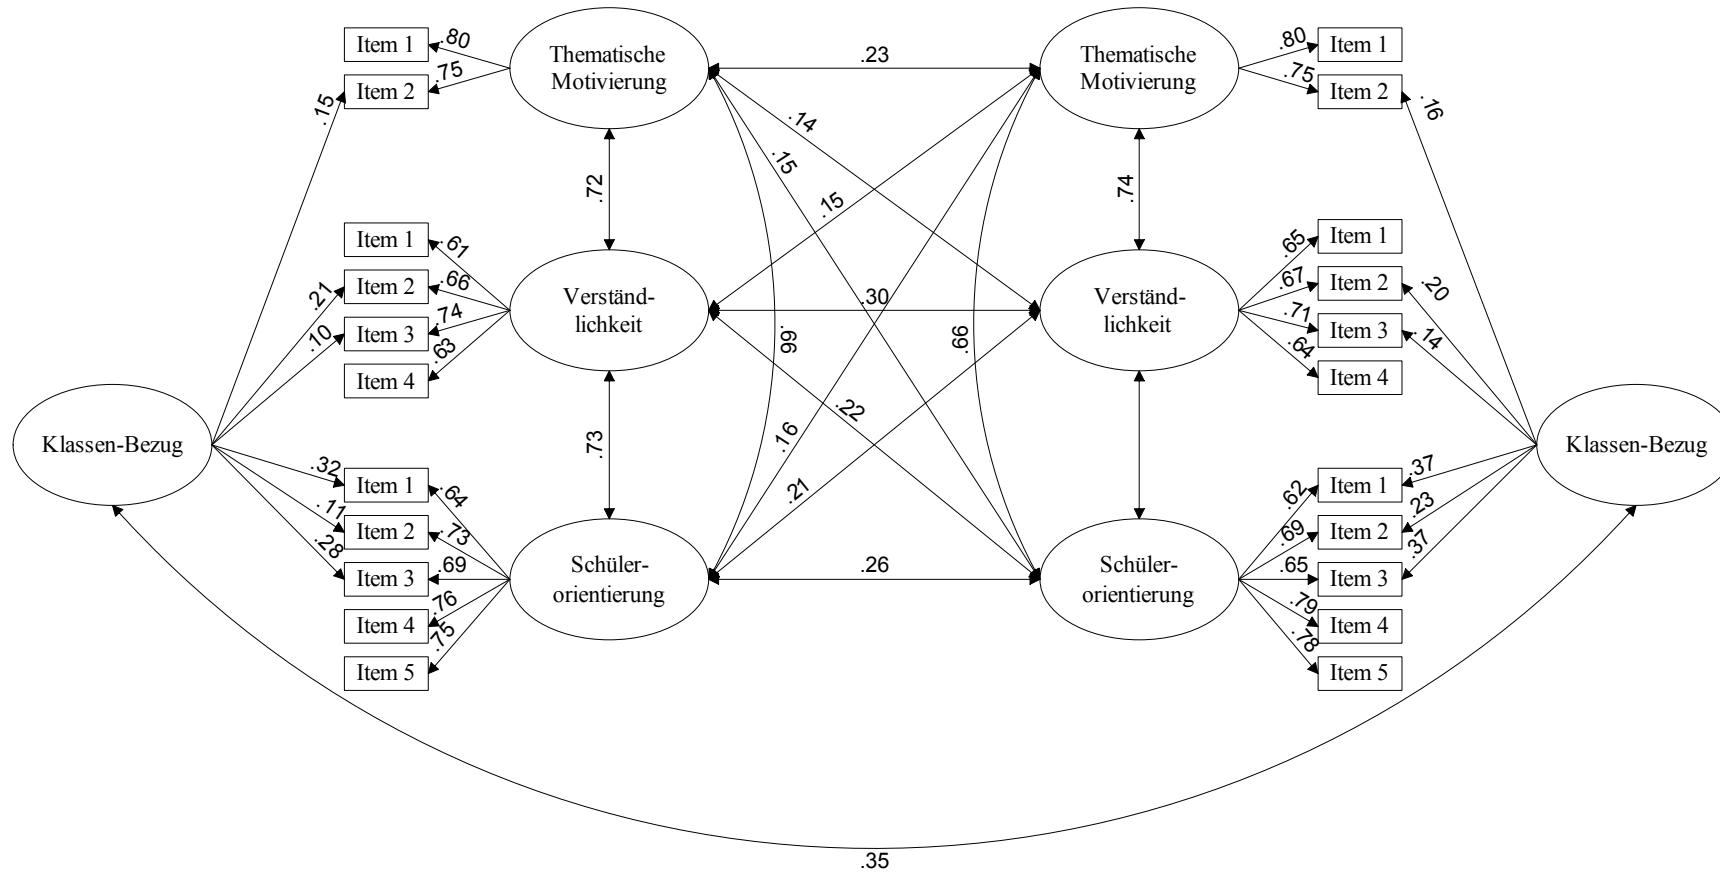 Thematische
Motivierung
Thematische
Motivierung
Item 1
.80
Item 2
.75
.23
.80
Item 1
.75
Item 2
.15
.16
.14
.15
.15
.72
.74
Item 1
.61
Item 2
.66
Item 3
.74
Item 4
.63
.21
.10
Verständ-
lichkeit
.30
Verständ-
lichkeit
.65
Item 1
.67
Item 2
.71
Item 3
.64
Item 4
.20
.14
.66
.66
Klassen-Bezug
Klassen-Bezug
.73
.22
.16
.21
.32
.11
.28
Item 1
.64
Item 2
.73
Item 3
.69
Item 4
.76
Item 5
.75
Schüler-
orientierung
.26
Schüler-
orientierung
.62
Item 1
.69
Item 2
.65
Item 3
.79
Item 4
.78
Item 5
.37
.23
.37
.35